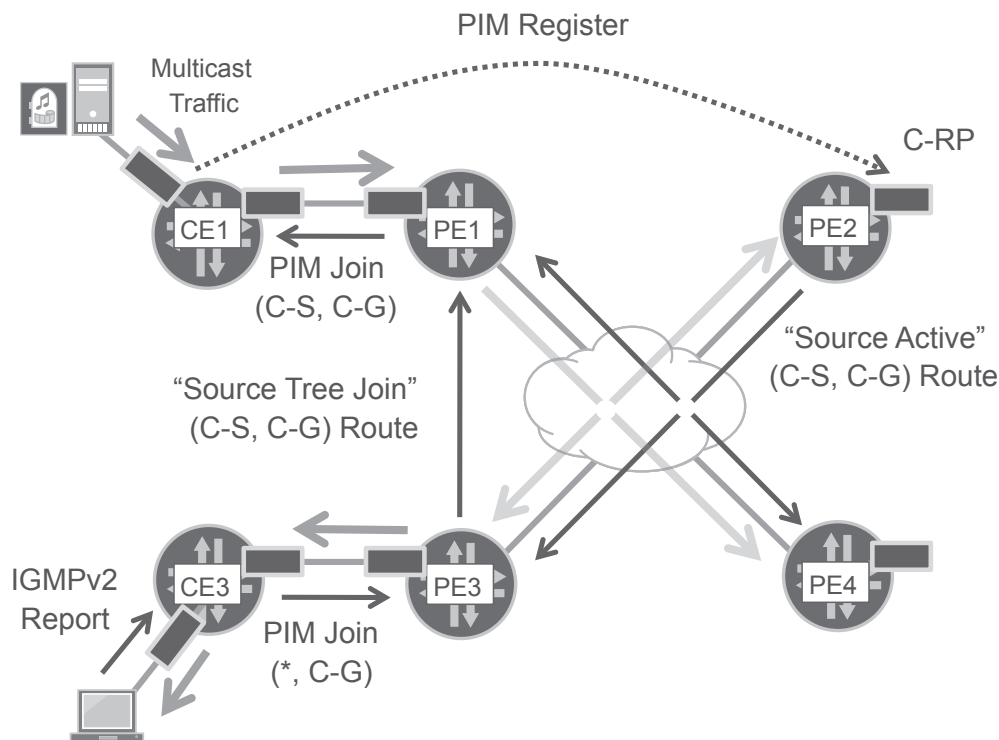 PIM Register
Multicast
Traffic
C-RP
CE1
PE1
PE2
PIM Join
(C-S, C-G)
“Source Active”
(C-S, C-G) Route
“Source Tree Join”
(C-S, C-G) Route
IGMPv2
Report
CE3
PE3
PE4
PIM Join
(*, C-G)